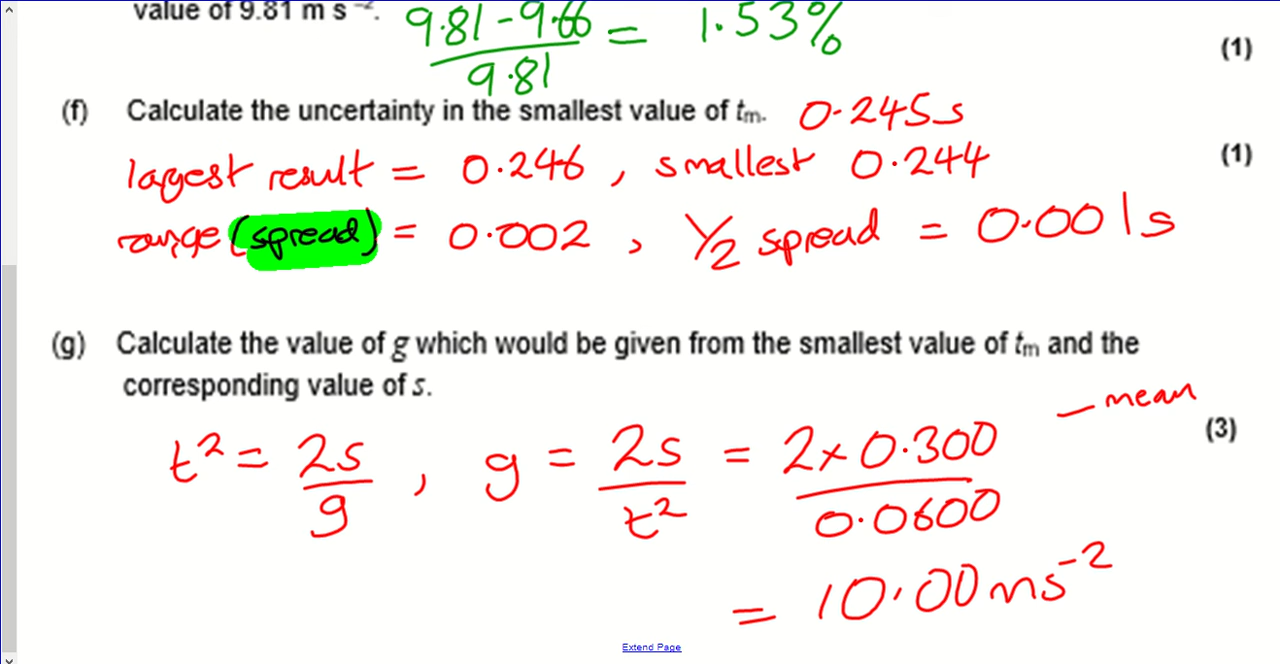 value of 9.81 m s⁻². 9.81 - 9.66 / 9.81 = 1.53%
(1)
(f) Calculate the uncertainty in the smallest value of tₘ. 0.245s
largest result = 0.246, smallest 0.244 (1)
range (spread) = 0.002, 1/2 spread = 0.001s
(g) Calculate the value of g which would be given from the smallest value of tₘ and the
corresponding value of s.
— mean
(3)
t² = 2s / g, g = 2s / t² = 2 × 0.300 / 0.0600
= 10.00 ms⁻²
Extend Page